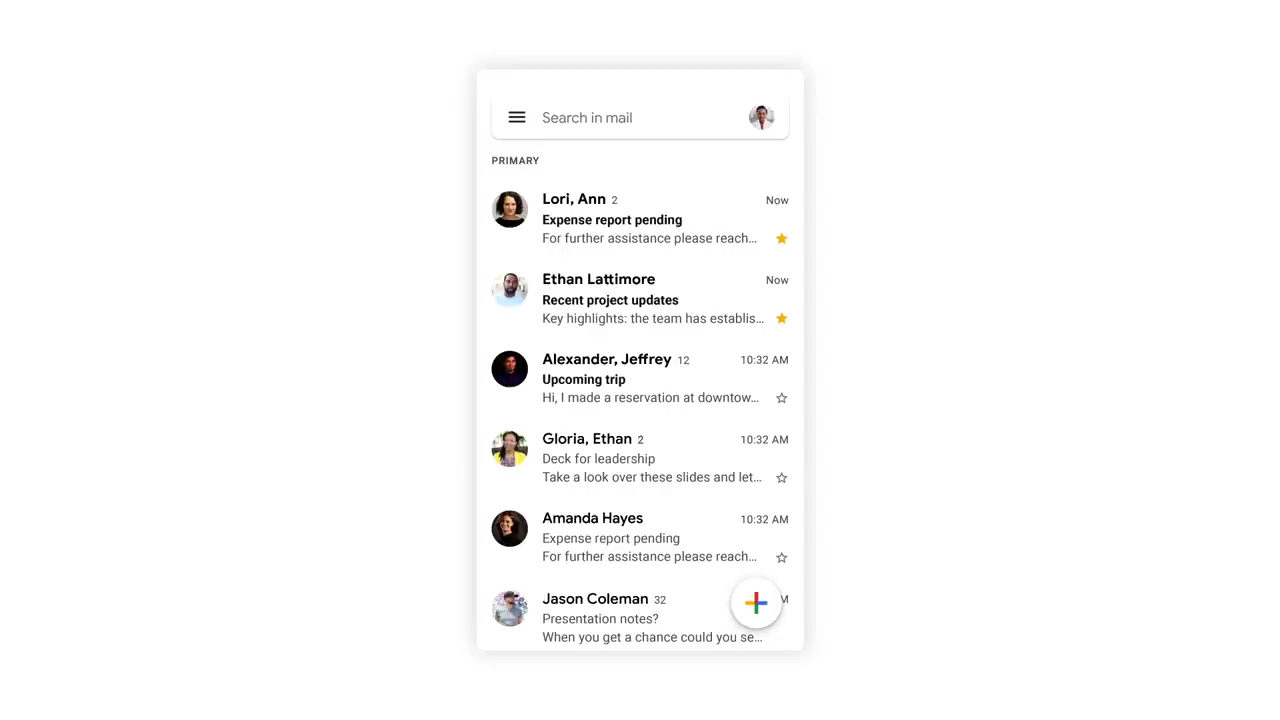 Search in mail
PRIMARY
Lori, Ann 2 Now
Expense report pending
For further assistance please reach…
Ethan Lattimore Now
Recent project updates
Key highlights: the team has establis…
Alexander, Jeffrey 12 10:32 AM
Upcoming trip
Hi, I made a reservation at downtow…
Gloria, Ethan 2 10:32 AM
Deck for leadership
Take a look over these slides and let…
Amanda Hayes 10:32 AM
Expense report pending
For further assistance please reach…
Jason Coleman 32
Presentation notes?
When you get a chance could you se…